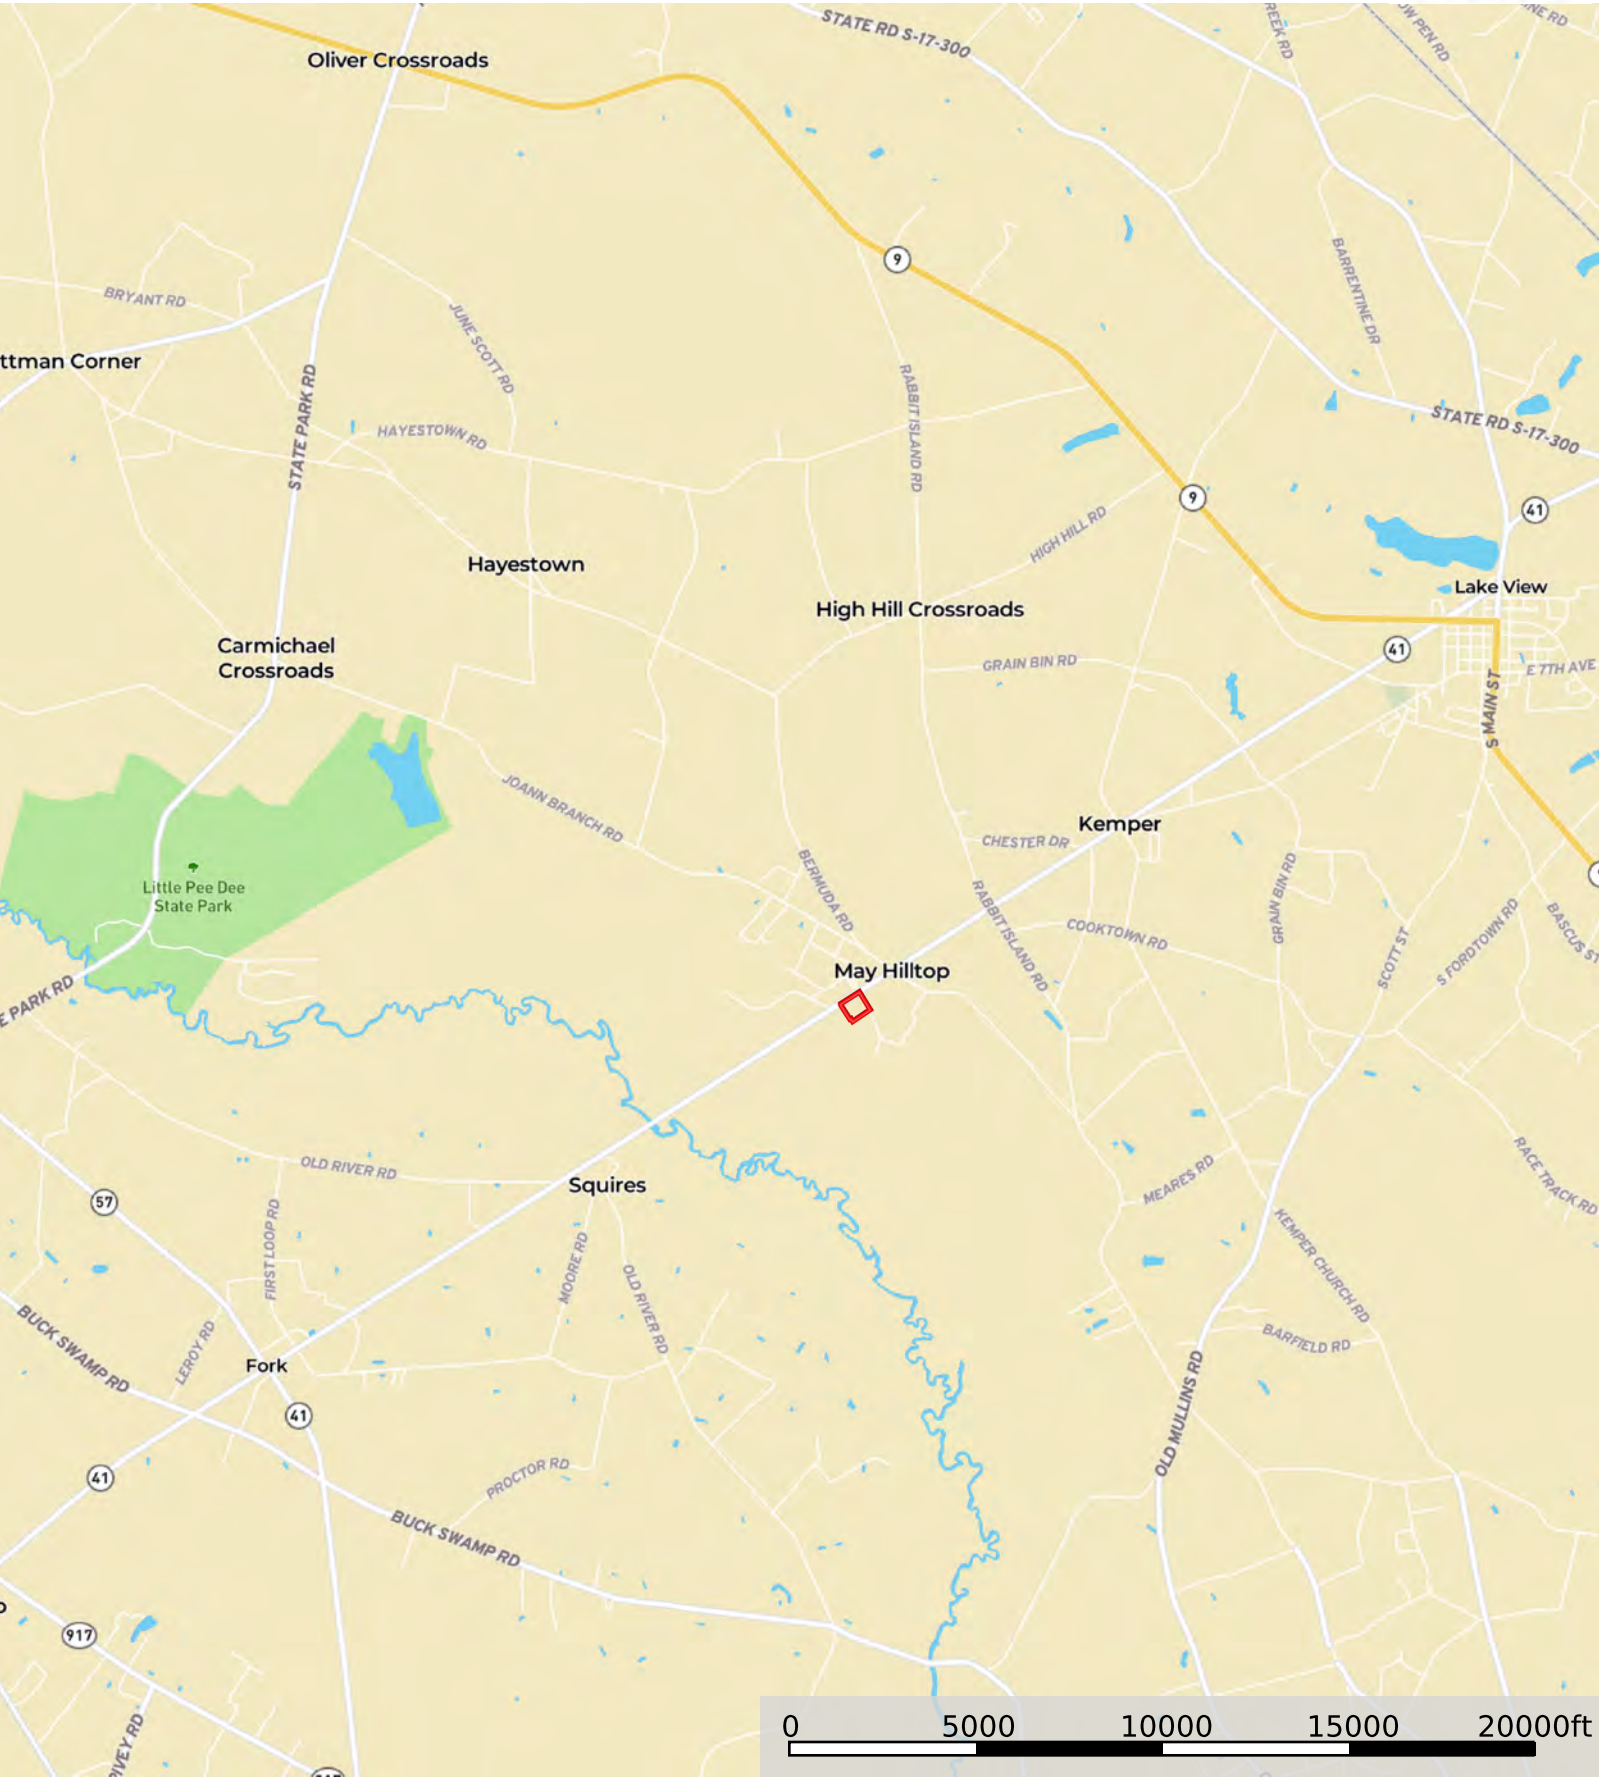 STATE RD S-17-300
Oliver Crossroads
9
BARRENTINE DR
BRYANT RD
JUNE SCOTT RD
ttman Corner
STATE PARK RD
RABBIT ISLAND RD
HAYESTOWN RD
STATE RD S-17-300
9
41
HIGH HILL RD
Hayestown
Lake View
High Hill Crossroads
Carmichael
Crossroads
41
GRAIN BIN RD
E 7TH AVE
S MAIN ST
JOANN BRANCH RD
Kemper
CHESTER DR
Little Pee Dee
State Park
BERMUDA RD
RABBIT ISLAND RD
GRAIN BIN RD
COOKTOWN RD
SCOTT ST
S FORDTOWN RD
BASCUS ST
May Hilltop
E PARK RD
OLD RIVER RD
Squires
MEARES RD
RACE TRACK RD
57
FIRST LOOP RD
MOORE RD
OLD RIVER RD
KEMPER CHURCH RD
BUCK SWAMP RD
LEROY RD
Fork
BARFIELD RD
OLD MULLINS RD
41
41
PROCTOR RD
BUCK SWAMP RD
917
0 5000 10000 15000 20000ft